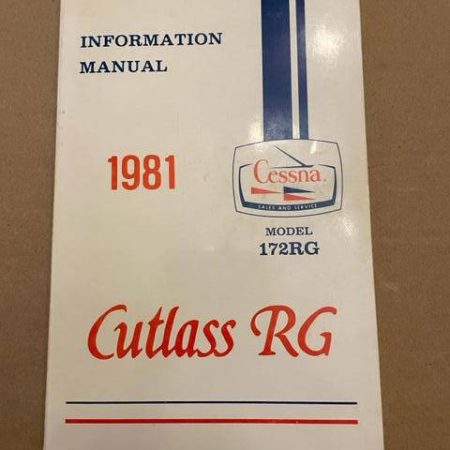 INFORMATION
MANUAL
1981
Cessna
SALES AND SERVICE
MODEL
172RG
Cutlass RG